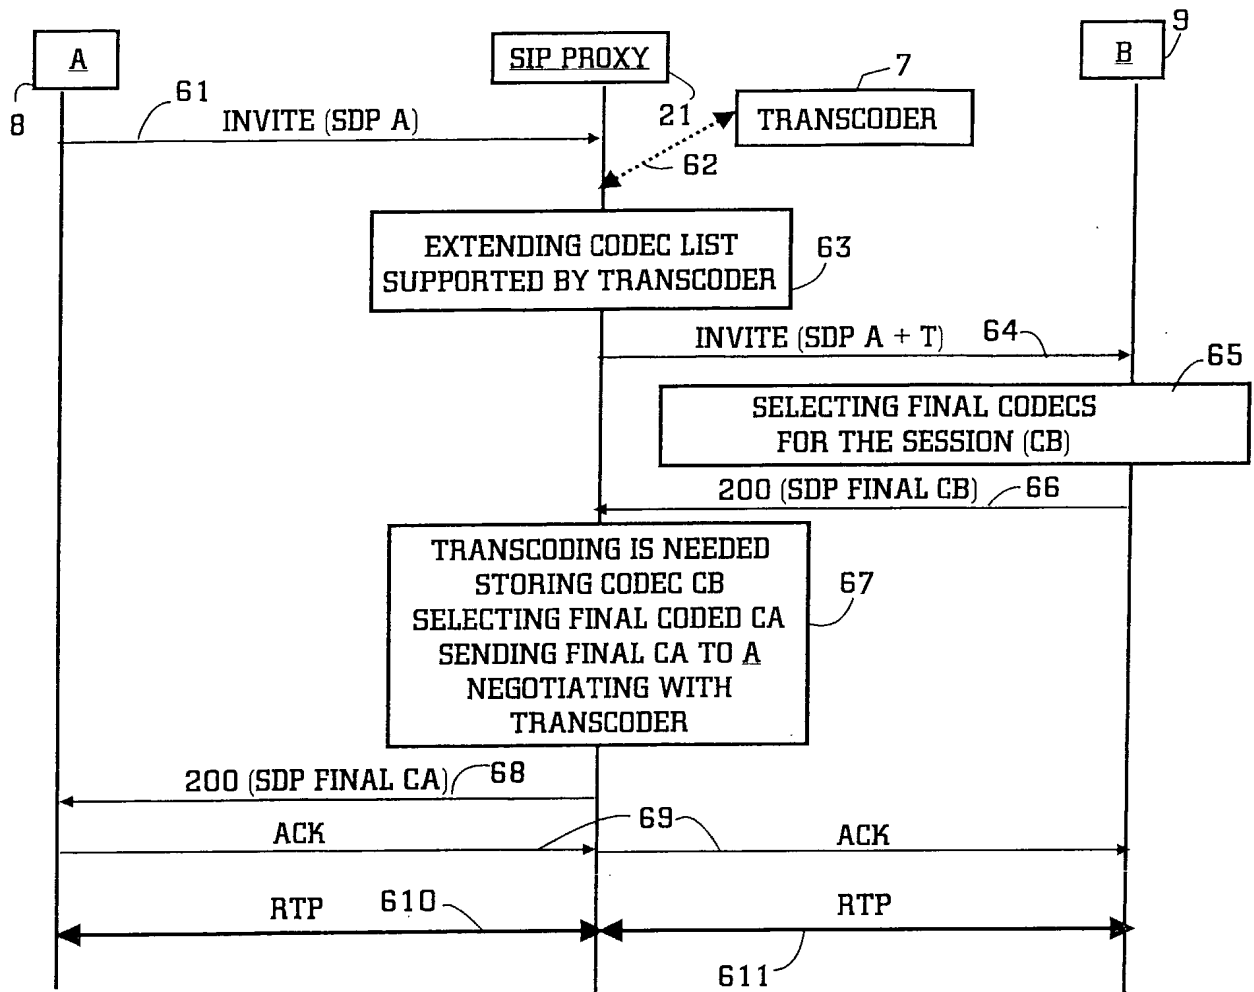 A
SIP PROXY
B
9
8
61
INVITE (SDP A)
21
7
TRANSCODER
62
EXTENDING CODEC LIST
SUPPORTED BY TRANSCODER
63
INVITE (SDP A + T)
64
65
SELECTING FINAL CODECS
FOR THE SESSION (CB)
200 (SDP FINAL CB)
66
TRANSCODING IS NEEDED
STORING CODEC CB
SELECTING FINAL CODED CA
SENDING FINAL CA TO A
NEGOTIATING WITH
TRANSCODER
67
200 (SDP FINAL CA)
68
ACK
69
ACK
RTP
610
RTP
611